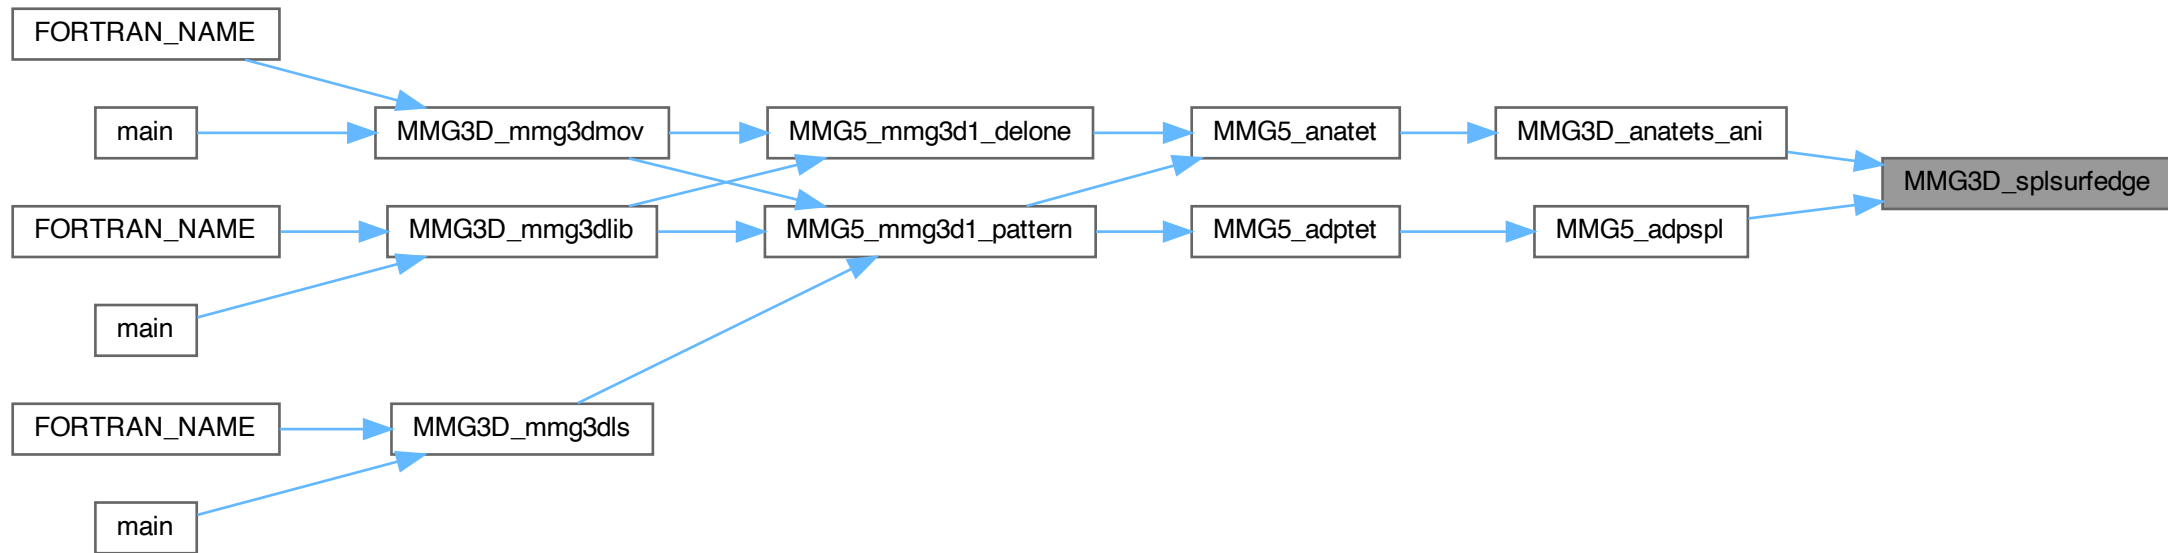 FORTRAN_NAME
main
MMG3D_mmg3dmov
MMG5_mmg3d1_delone
MMG5_anatet
MMG3D_anatets_ani
MMG3D_splsurfedge
FORTRAN_NAME
MMG3D_mmg3dlib
MMG5_mmg3d1_pattern
MMG5_adptet
MMG5_adpspl
main
FORTRAN_NAME
MMG3D_mmg3dls
main